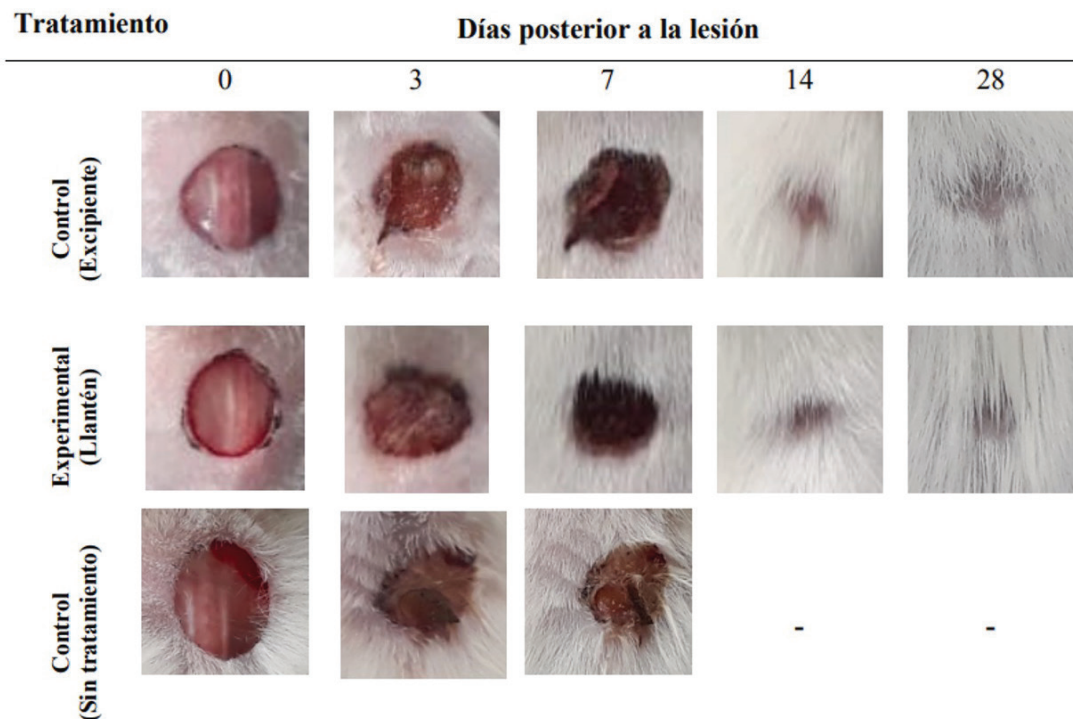 Tratamiento
Días posterior a la lesión
0 3 7 14 28
Control
(Excipiente)
Experimental
(Llantén)
Control
(Sin tratamiento)
- -